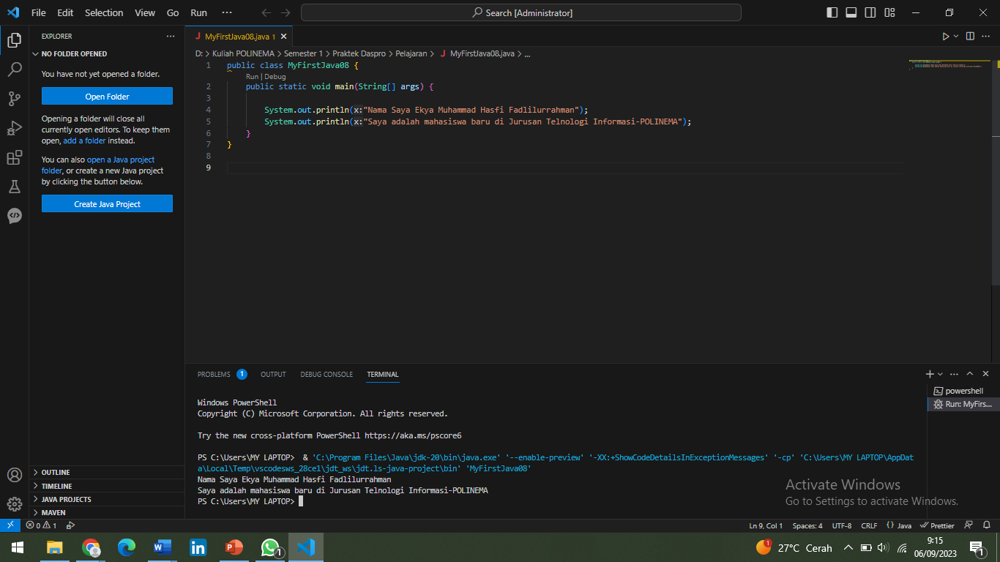 File Edit Selection View Go Run ··· Search [Administrator]
EXPLORER ···
NO FOLDER OPENED
You have not yet opened a folder.
Open Folder
Opening a folder will close all
currently open editors. To keep them
open, add a folder instead.
You can also open a Java project
folder, or create a new Java project
by clicking the button below.
Create Java Project
OUTLINE
TIMELINE
JAVA PROJECTS
MAVEN
J MyFirstJava08.java 1
D: > Kuliah POLINEMA > Semester 1 > Praktek Daspro > Pelajaran > J MyFirstJava08.java > ...
1 public class MyFirstJava08 {
Run | Debug
2 public static void main(String[] args) {
3
4 System.out.println(x:"Nama Saya Ekya Muhammad Hasfi Fadlilurrahman");
5 System.out.println(x:"Saya adalah mahasiswa baru di Jurusan Telnologi Informasi-POLINEMA");
6 }
7 }
8
9
PROBLEMS 1 OUTPUT DEBUG CONSOLE TERMINAL
powershell
Run: MyFirs...
Windows PowerShell
Copyright (C) Microsoft Corporation. All rights reserved.
Try the new cross-platform PowerShell https://aka.ms/pscore6
PS C:\Users\MY LAPTOP>  & 'C:\Program Files\Java\jdk-20\bin\java.exe' '--enable-preview' '-XX:+ShowCodeDetailsInExceptionMessages' '-cp' 'C:\Users\MY LAPTOP\AppDat
a\Local\Temp\vscodesws_28cel\jdt_ws\jdt.ls-java-project\bin' 'MyFirstJava08'
Nama Saya Ekya Muhammad Hasfi Fadlilurrahman
Saya adalah mahasiswa baru di Jurusan Telnologi Informasi-POLINEMA
PS C:\Users\MY LAPTOP>
Activate Windows
Go to Settings to activate Windows.
0 1 Ln 9, Col 1 Spaces: 4 UTF-8 CRLF {} Java Prettier
W in P 1 27°C Cerah 1
9:15
06/09/2023